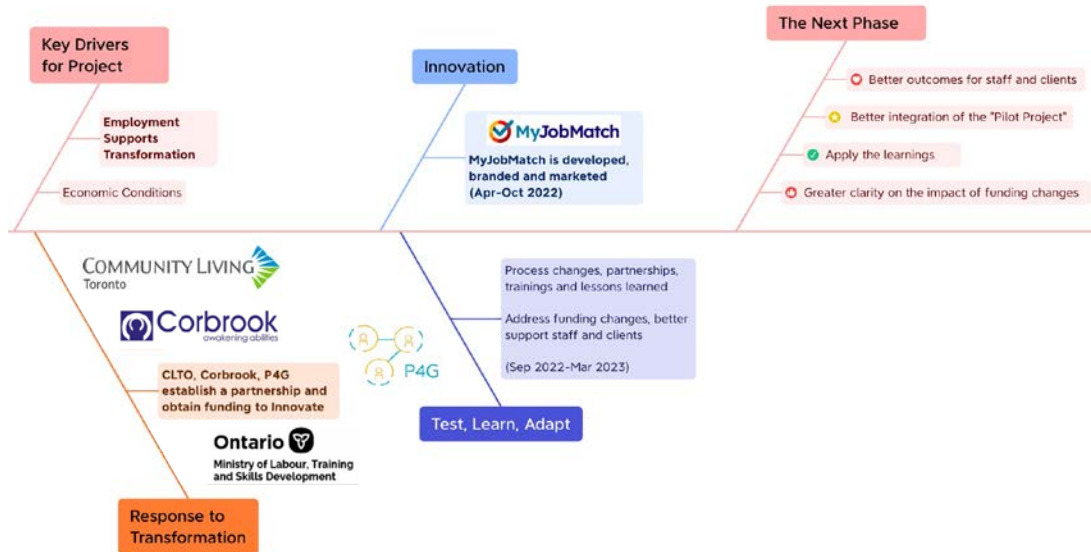 Key Drivers
for Project
Employment
Supports
Transformation
Economic Conditions
Innovation
MyJobMatch
MyJobMatch is developed,
branded and marketed
(Apr-Oct 2022)
The Next Phase
Better outcomes for staff and clients
Better integration of the "Pilot Project"
Apply the learnings
Greater clarity on the impact of funding changes
COMMUNITY LIVING
Toronto
Corbrook
awakening abilities
CLTO, Corbrook, P4G
establish a partnership and
obtain funding to Innovate
Ontario
Ministry of Labour, Training
and Skills Development
Response to
Transformation
P4G
Process changes, partnerships,
trainings and lessons learned
Address funding changes, better
support staff and clients
(Sep 2022-Mar 2023)
Test, Learn, Adapt